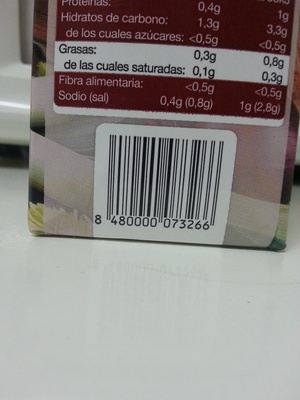 Proteínas: 0,4g 1g
Hidratos de carbono: 1,3g 3,3g
de los cuales azúcares: <0,5g <0,5g
Grasas: 0,3g 0,8g
de las cuales saturadas: 0,1g 0,3g
Fibra alimentaria: <0,5g <0,5g
Sodio (sal) 0,4g (0,8g) 1g (2,8g)
8 480000 073266